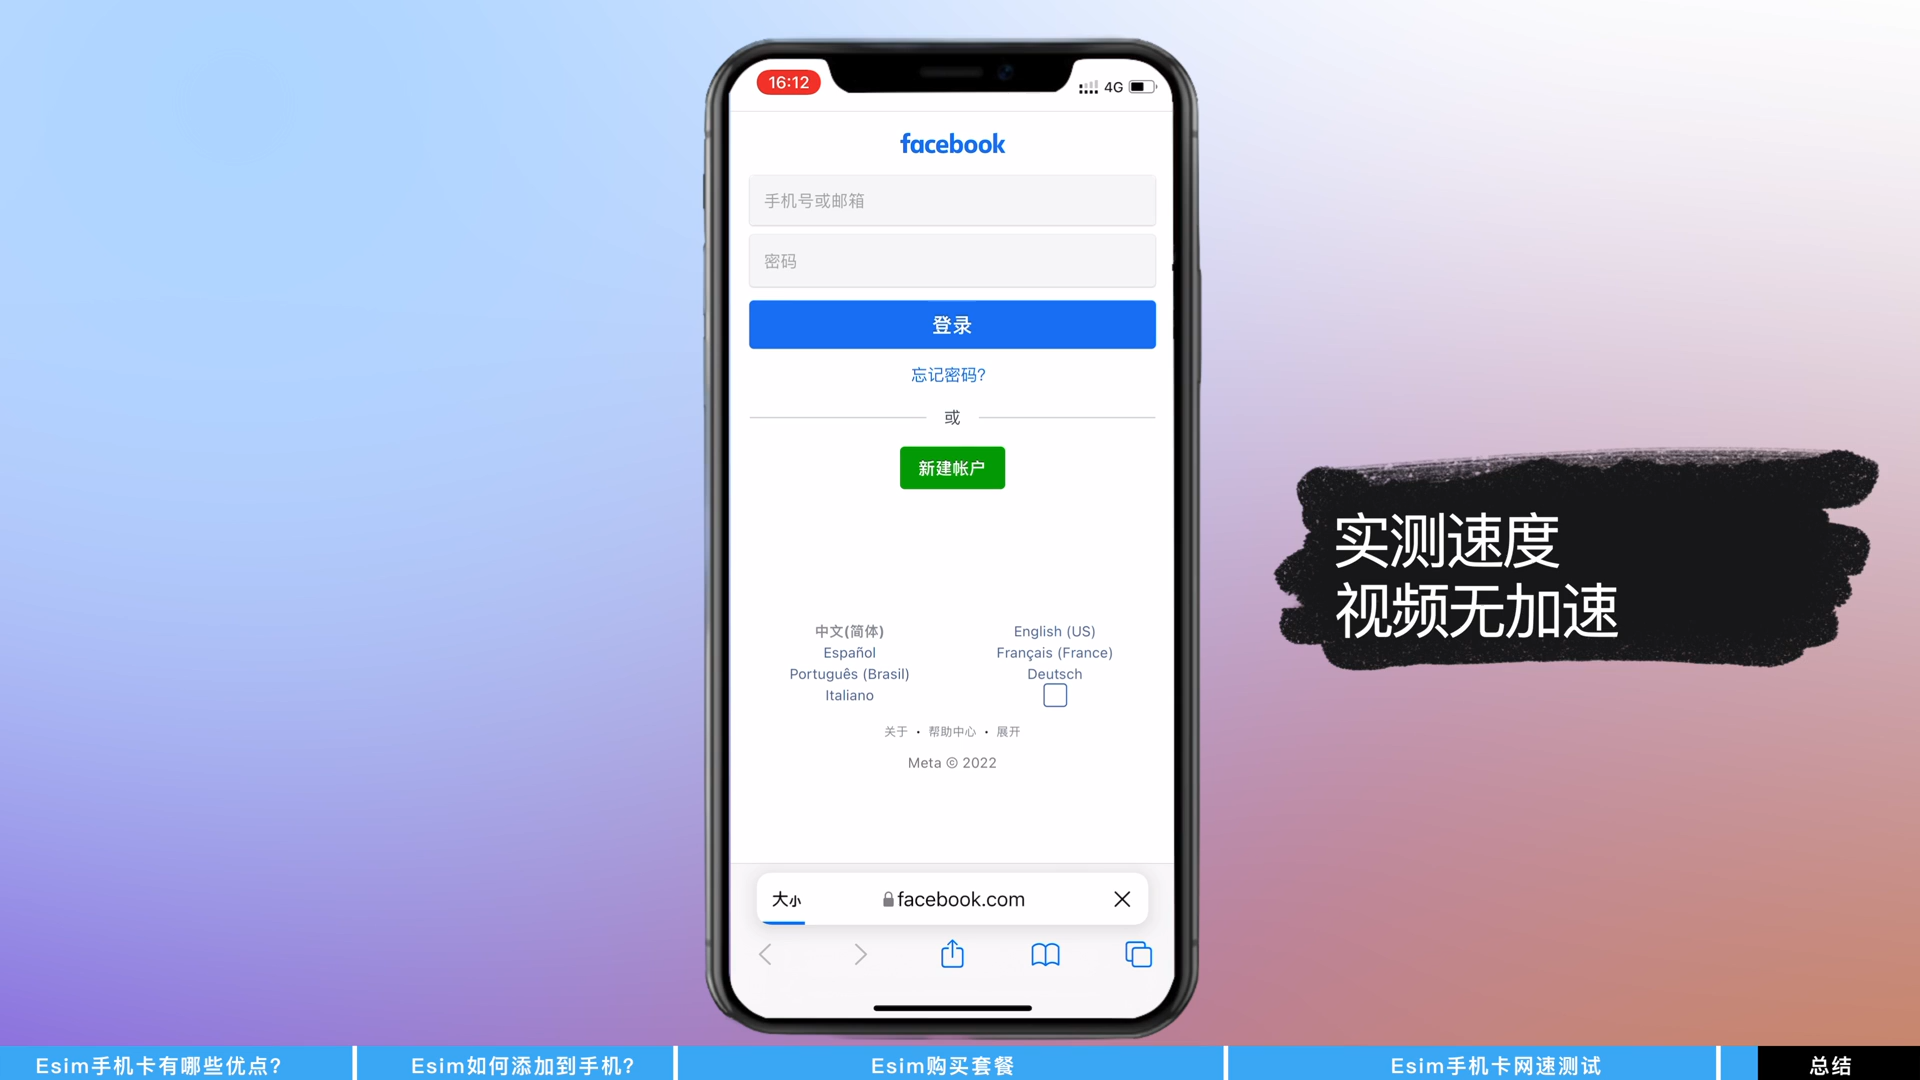 16:12
4G
facebook
手机号或邮箱
密码
登录
忘记密码?
或
新建帐户
实测速度
视频无加速
中文(简体)
English (US)
Español
Français (France)
Português (Brasil)
Deutsch
Italiano
关于 · 帮助中心 · 展开
Meta © 2022
大小
facebook.com
Esim手机卡有哪些优点?
Esim如何添加到手机?
Esim购买套餐
Esim手机卡网速测试
总结